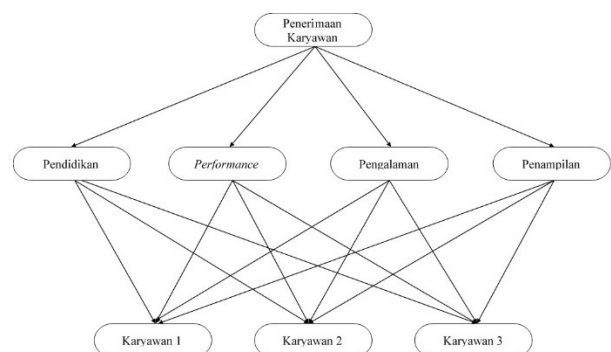 Penerimaan
Karyawan
Pendidikan
Performance
Pengalaman
Penampilan
Karyawan 1
Karyawan 2
Karyawan 3